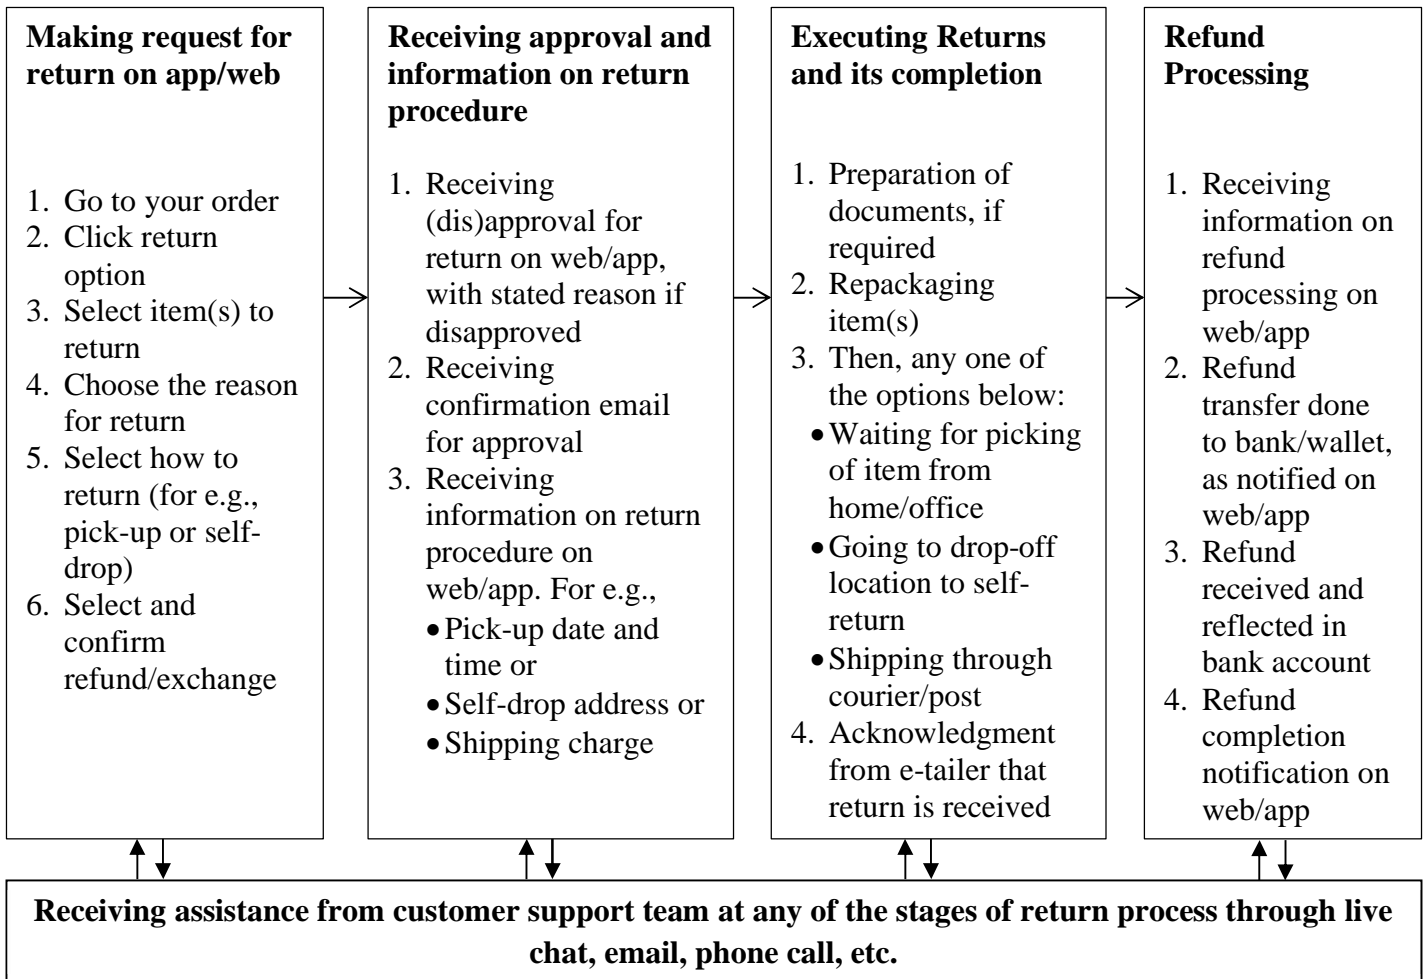 Making request for
return on app/web
1. Go to your order
2. Click return
option
3. Select item(s) to
return
4. Choose the reason
for return
5. Select how to
return (for e.g.,
pick-up or self-
drop)
6. Select and
confirm
refund/exchange
Receiving approval and
information on return
procedure
1. Receiving
(dis)approval for
return on web/app,
with stated reason if
disapproved
2. Receiving
confirmation email
for approval
3. Receiving
information on return
procedure on
web/app. For e.g.,
• Pick-up date and
time or
• Self-drop address or
• Shipping charge
Executing Returns
and its completion
1. Preparation of
documents, if
required
2. Repackaging
item(s)
3. Then, any one of
the options below:
• Waiting for picking
of item from
home/office
• Going to drop-off
location to self-
return
• Shipping through
courier/post
4. Acknowledgment
from e-tailer that
return is received
Refund
Processing
1. Receiving
information on
refund
processing on
web/app
2. Refund
transfer done
to bank/wallet,
as notified on
web/app
3. Refund
received and
reflected in
bank account
4. Refund
completion
notification on
web/app
Receiving assistance from customer support team at any of the stages of return process through live
chat, email, phone call, etc.